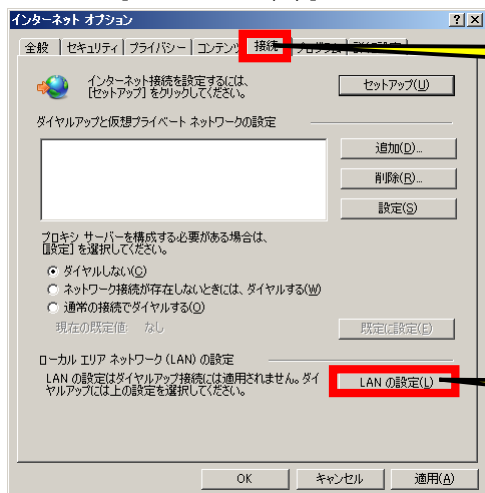 インターネット オプション
全般 セキュリティ プライバシー コンテンツ 接続
インターネット接続を設定するには、
[セットアップ] をクリックしてください。
セットアップ(U)
ダイヤルアップと仮想プライベート ネットワークの設定
追加(D)...
削除(R)...
設定(S)
プロキシ サーバーを構成する必要がある場合は、
[設定] を選択してください。
ダイヤルしない(C)
ネットワーク接続が存在しないときには、ダイヤルする(W)
通常の接続でダイヤルする(O)
現在の既定値: なし
既定に設定(E)
ローカル エリア ネットワーク (LAN) の設定
LAN の設定はダイヤルアップ接続には適用されません。ダイ
ヤルアップには上の設定を選択してください。
LAN の設定(L)
OK キャンセル 適用(A)